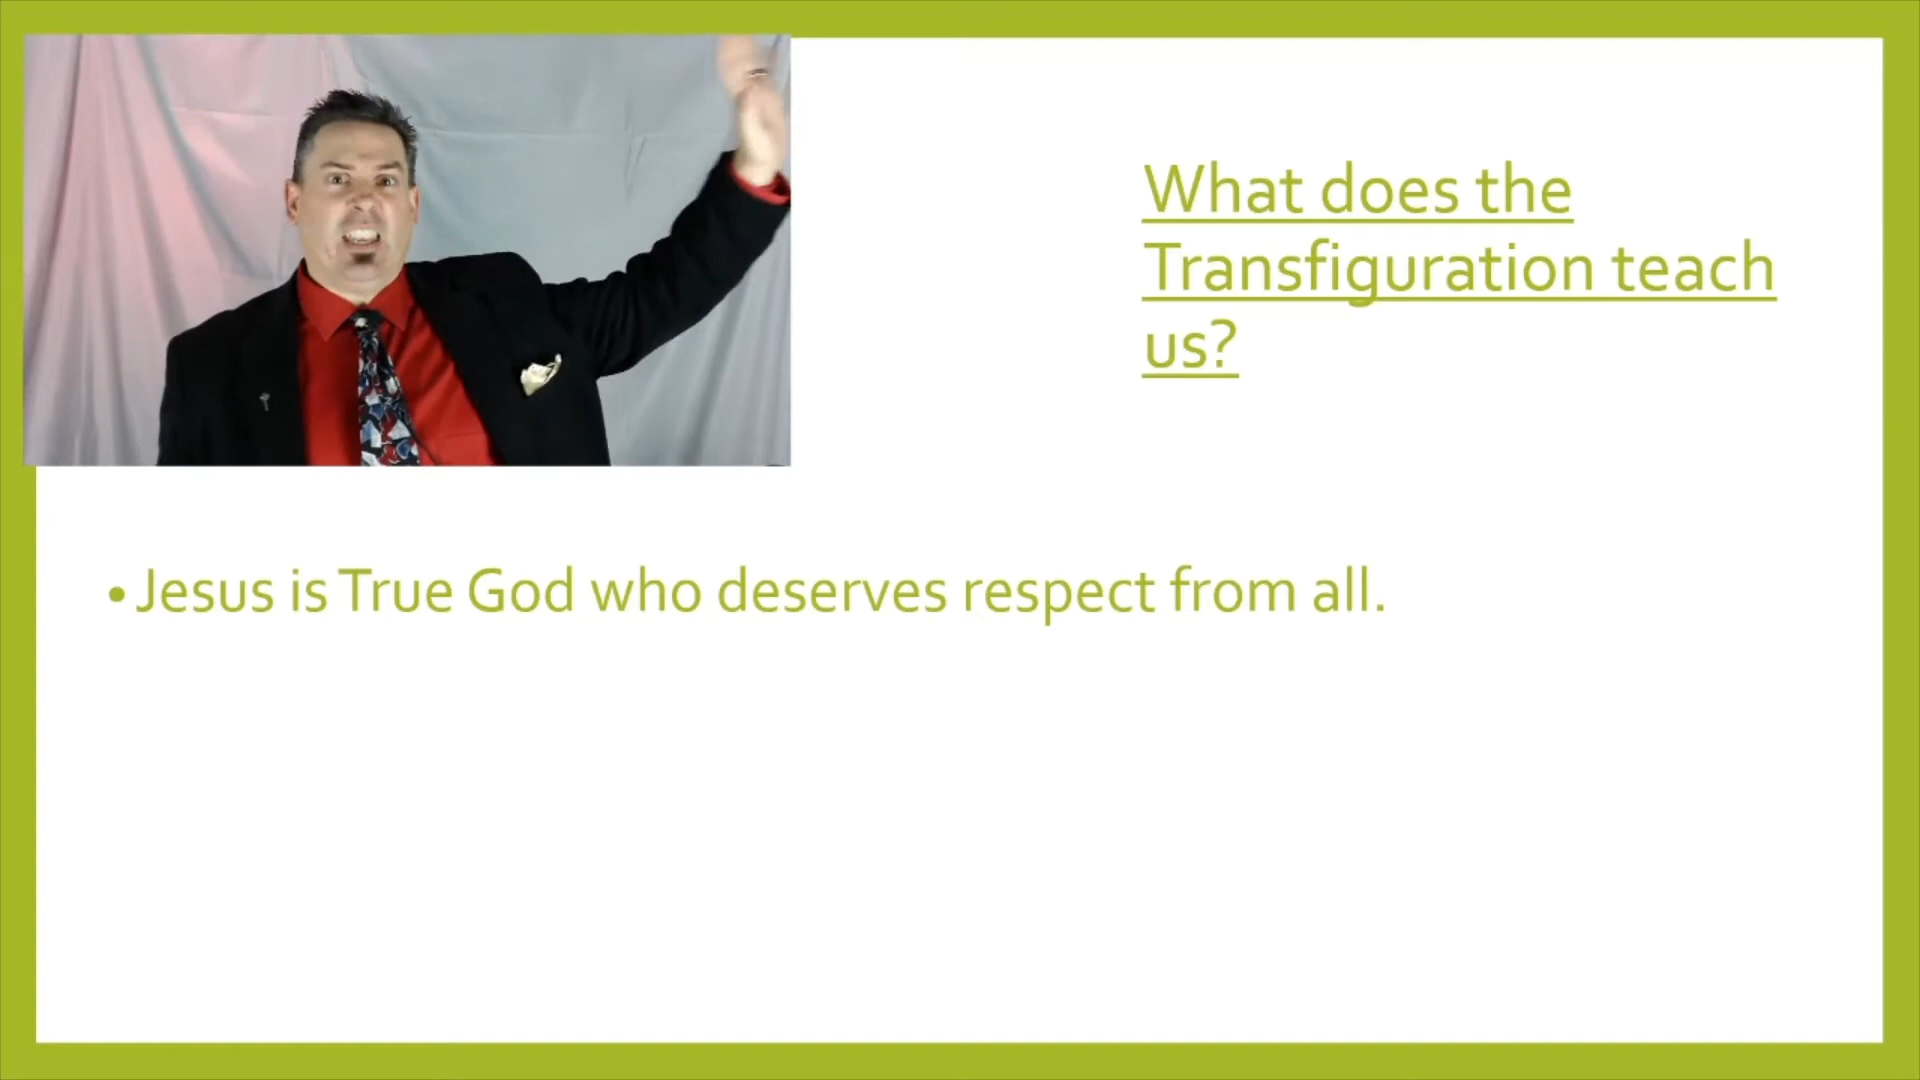 What does the
Transfiguration teach
us?
• Jesus is True God who deserves respect from all.